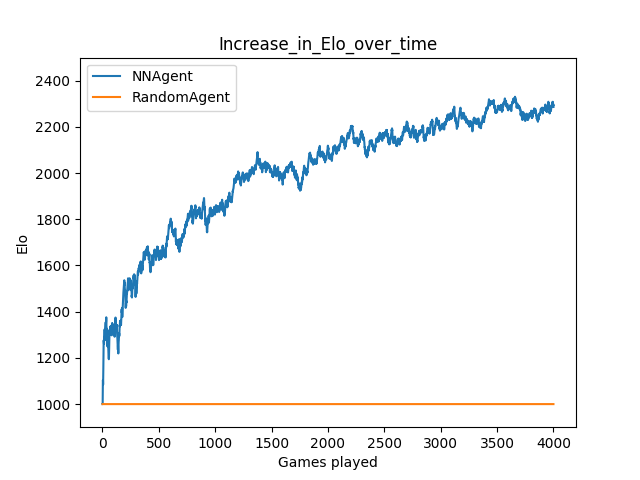 Increase_in_Elo_over_time
NNAgent
RandomAgent
2400
2200
2000
1800
1600
1400
1200
1000
Elo
0 500 1000 1500 2000 2500 3000 3500 4000
Games played